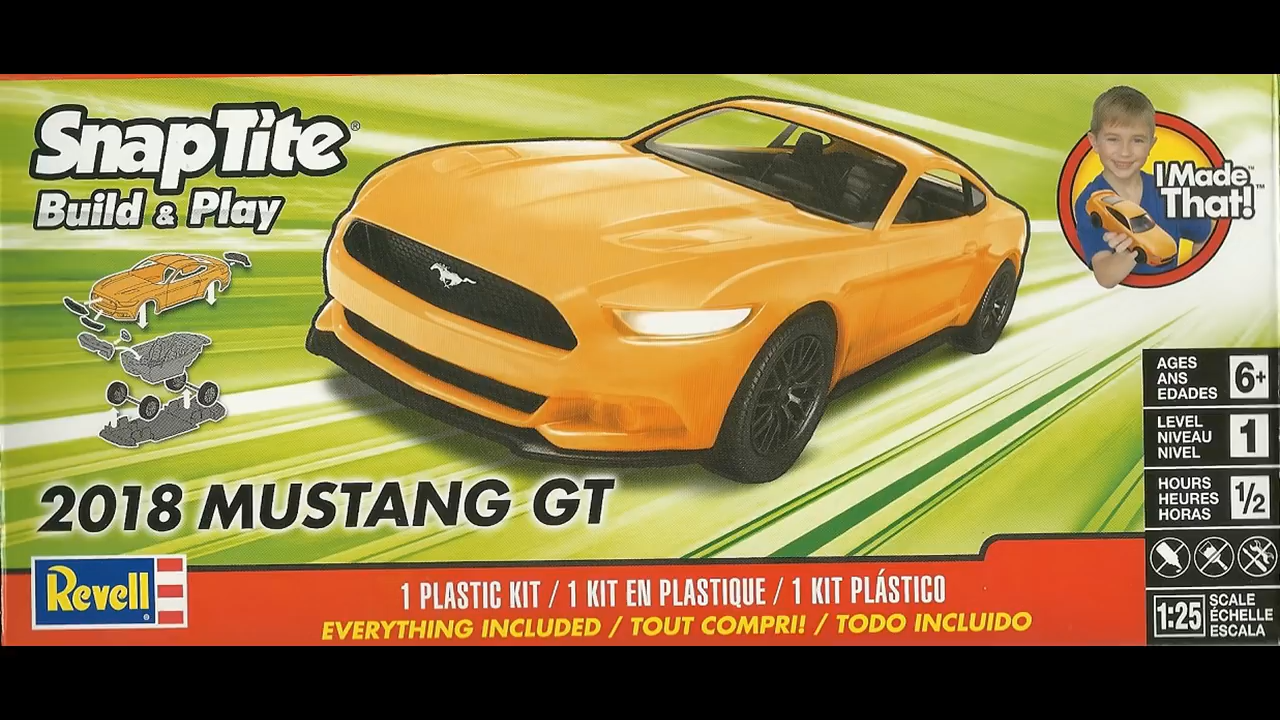 SnapTite®
Build & Play
I Made
That!™
2018 MUSTANG GT
Revell®
1 PLASTIC KIT / 1 KIT EN PLASTIQUE / 1 KIT PLÁSTICO
EVERYTHING INCLUDED / TOUT COMPRI! / TODO INCLUIDO
AGES
ANS
EDADES
6+
LEVEL
NIVEAU
NIVEL
1
HOURS
HEURES
HORAS
1/2
1:25
SCALE
ÉCHELLE
ESCALA